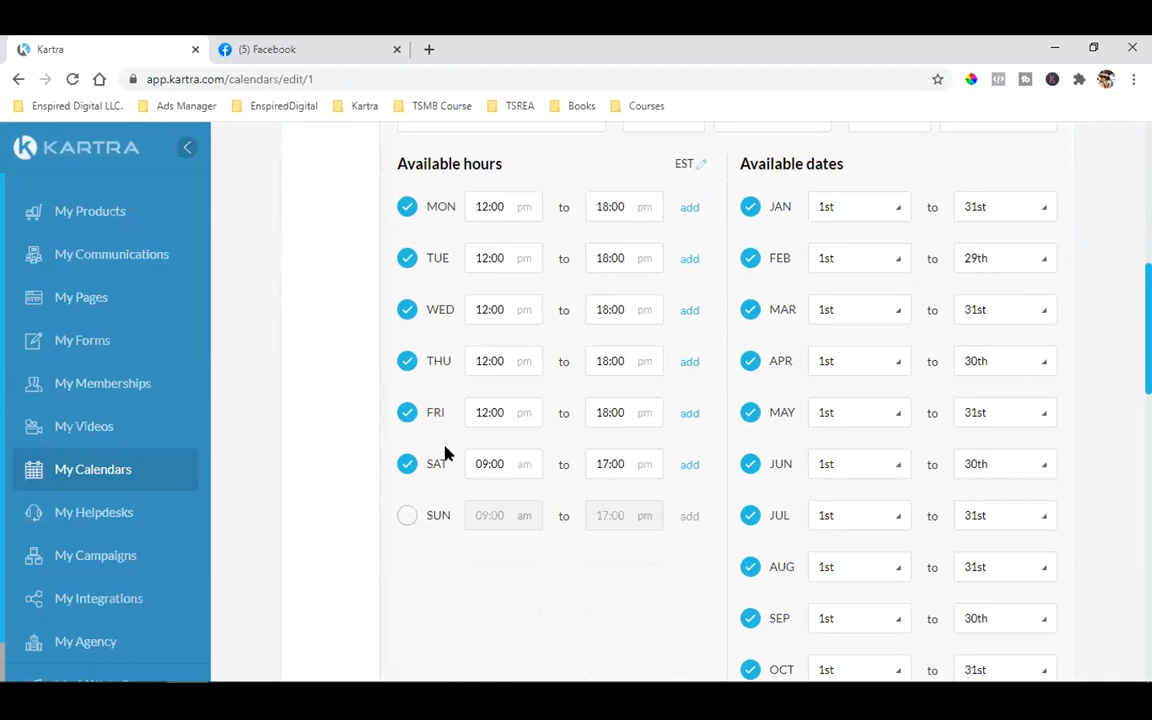 Kartra
(5) Facebook
app.kartra.com/calendars/edit/1
Enspired Digital LLC.
Ads Manager
EnspiredDigital
Kartra
TSMB Course
TSREA
Books
Courses
KARTRA
My Products
My Communications
My Pages
My Forms
My Memberships
My Videos
My Calendars
My Helpdesks
My Campaigns
My Integrations
My Agency
Available hours EST
MON 12:00 pm to 18:00 pm add
TUE 12:00 pm to 18:00 pm add
WED 12:00 pm to 18:00 pm add
THU 12:00 pm to 18:00 pm add
FRI 12:00 pm to 18:00 pm add
SAT 09:00 am to 17:00 pm add
SUN 09:00 am to 17:00 pm add
Available dates
JAN 1st to 31st
FEB 1st to 29th
MAR 1st to 31st
APR 1st to 30th
MAY 1st to 31st
JUN 1st to 30th
JUL 1st to 31st
AUG 1st to 31st
SEP 1st to 30th
OCT 1st to 31st